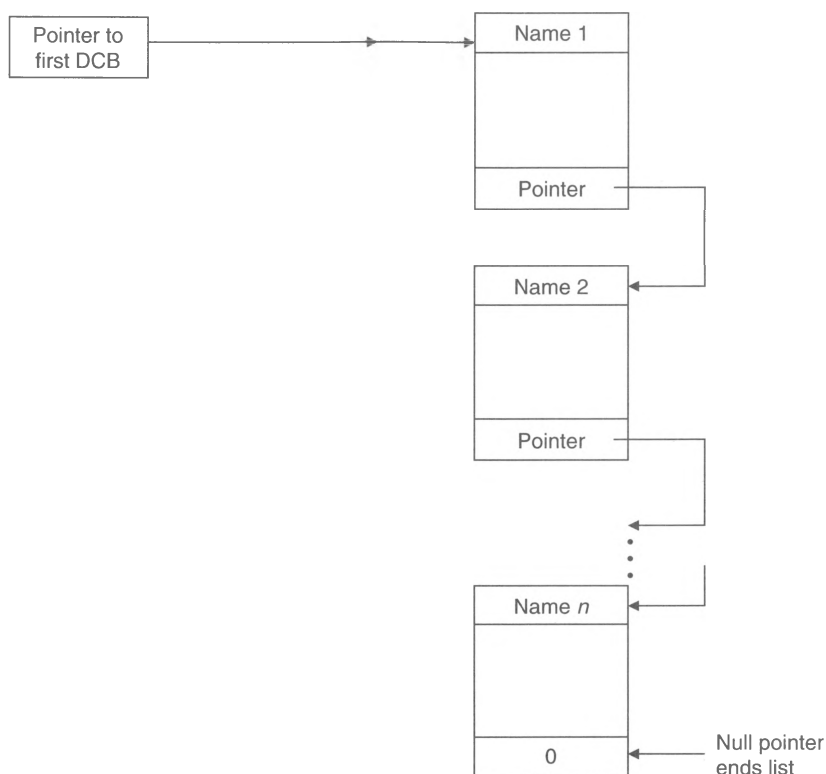 Pointer to
first DCB
Name 1
Pointer
Name 2
Pointer
Name n
0
Null pointer
ends list